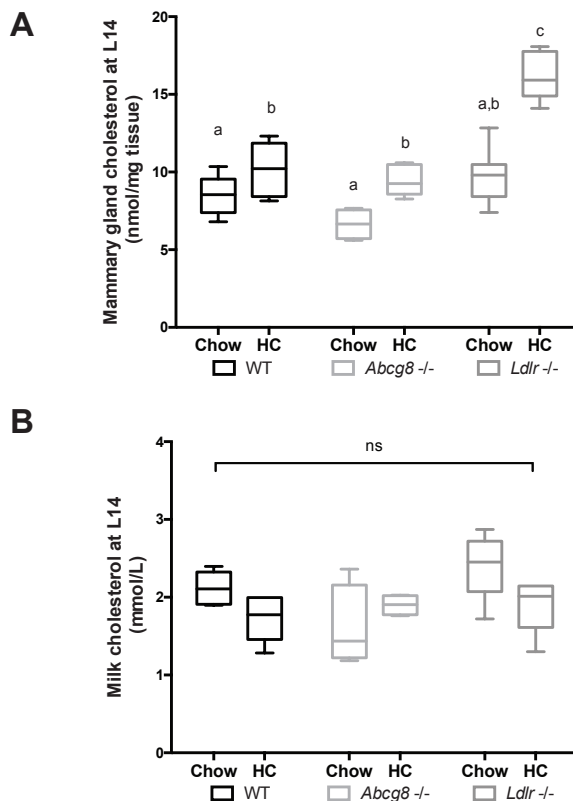 A
Mammary gland cholesterol at L14
(nmol/mg tissue)
20
15
10
5
0
a
b
a
b
a,b
c
Chow HC Chow HC Chow HC
WT Abcg8 -/- Ldlr -/-
B
Milk cholesterol at L14
(mmol/L)
4
3
2
1
0
ns
Chow HC Chow HC Chow HC
WT Abcg8 -/- Ldlr -/-